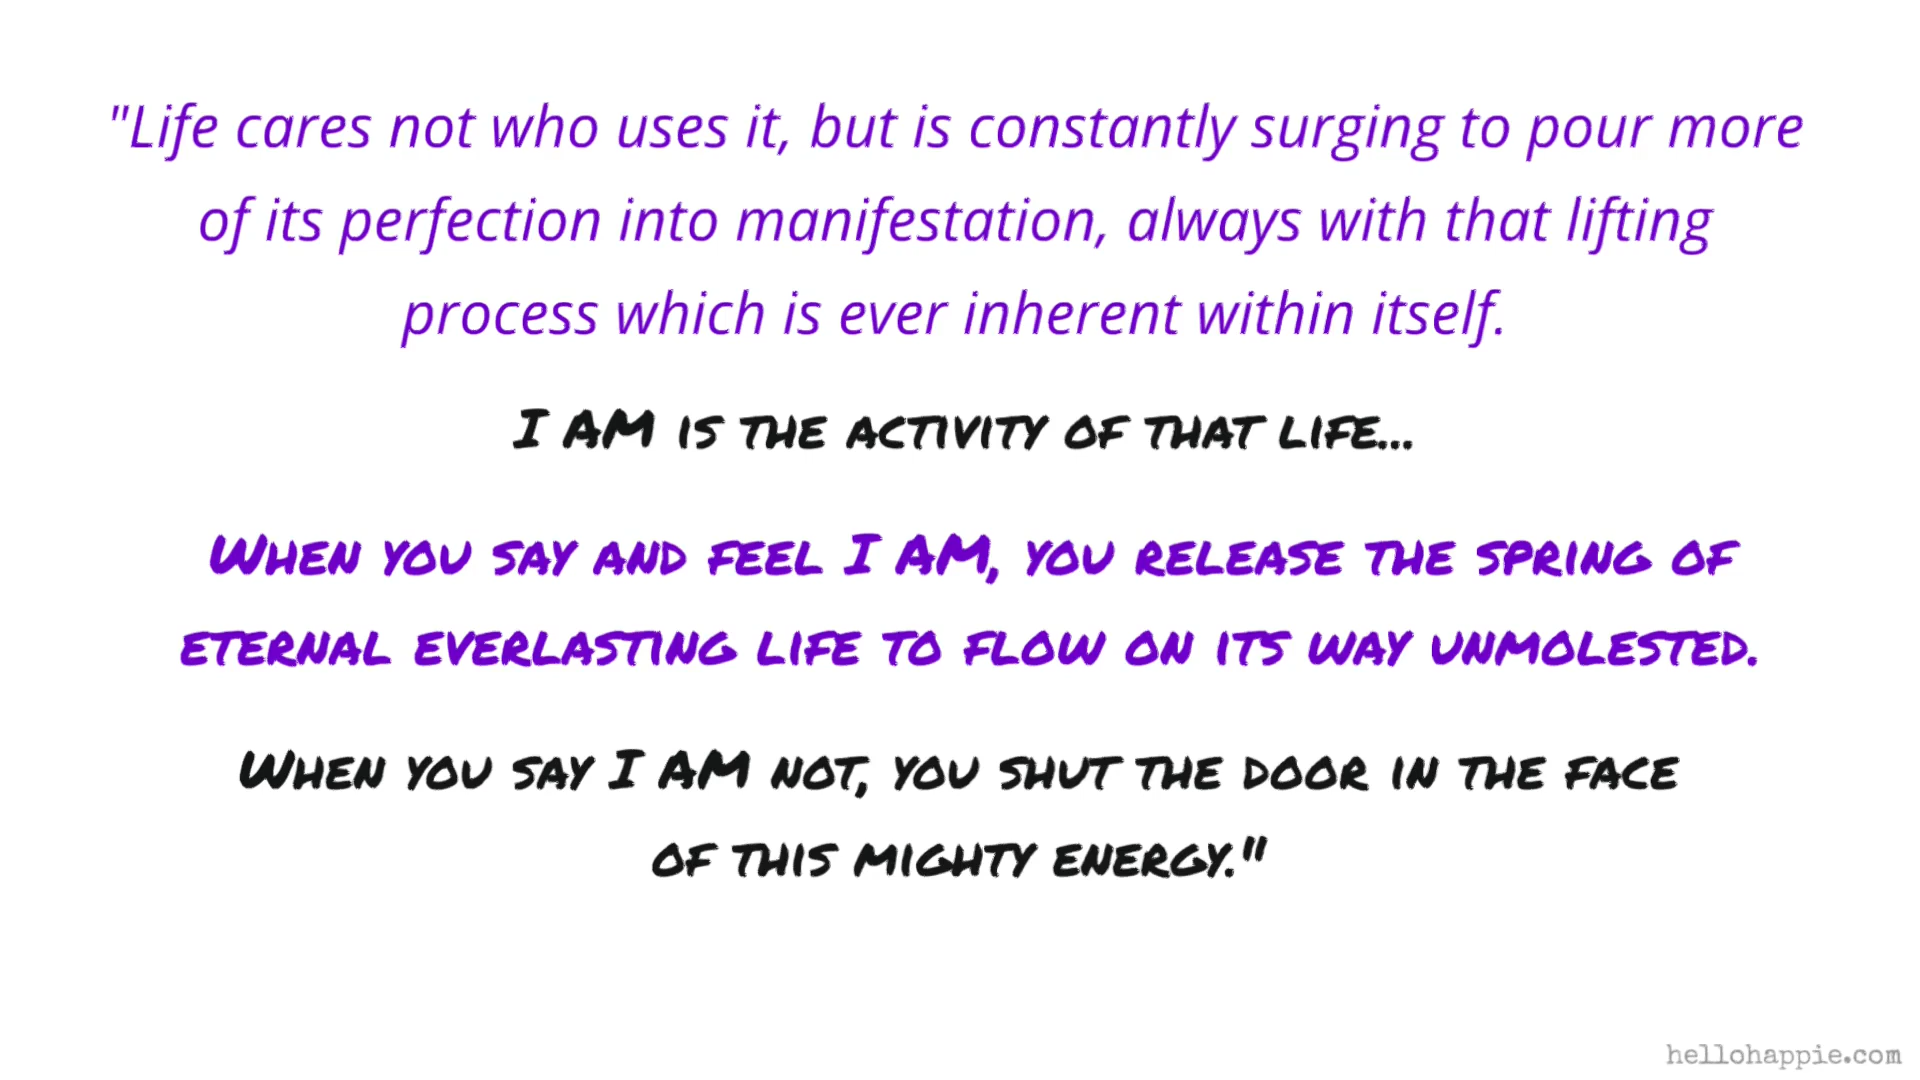 "Life cares not who uses it, but is constantly surging to pour more
of its perfection into manifestation, always with that lifting
process which is ever inherent within itself.
I AM is the activity of that life...
When you say and feel I AM, you release the spring of
eternal everlasting life to flow on its way unmolested.
When you say I AM not, you shut the door in the face
of this mighty energy."
hellohappie.com